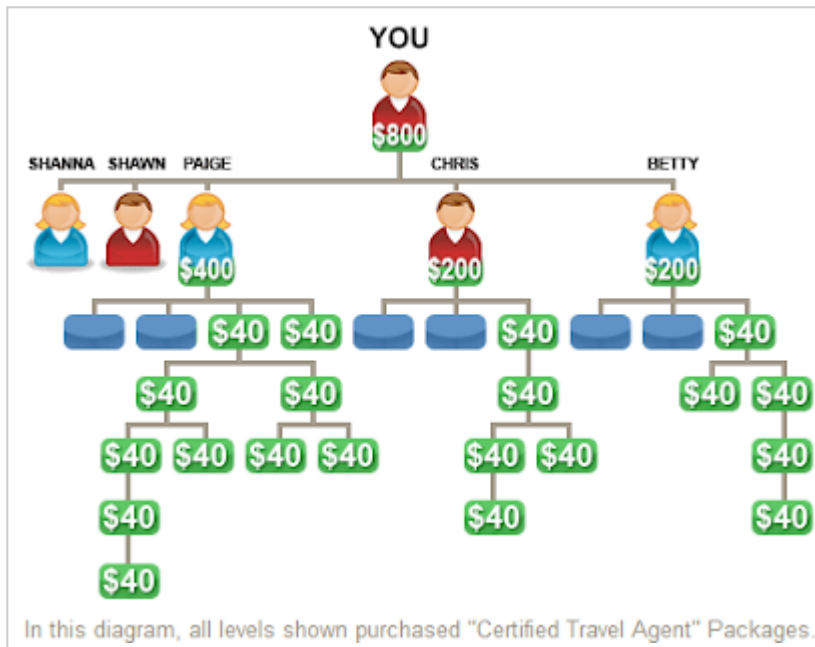 YOU
$800
SHANNA SHAWN PAIGE CHRIS BETTY
$400 $200 $200
$40 $40 $40 $40
$40 $40 $40 $40 $40
$40 $40 $40 $40 $40 $40 $40
$40 $40 $40
$40
In this diagram, all levels shown purchased "Certified Travel Agent" Packages.